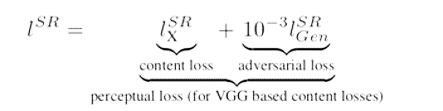 l^{SR} = l_X^{SR} + 10^{-3} l_{Gen}^{SR}
content loss adversarial loss
perceptual loss (for VGG based content losses)